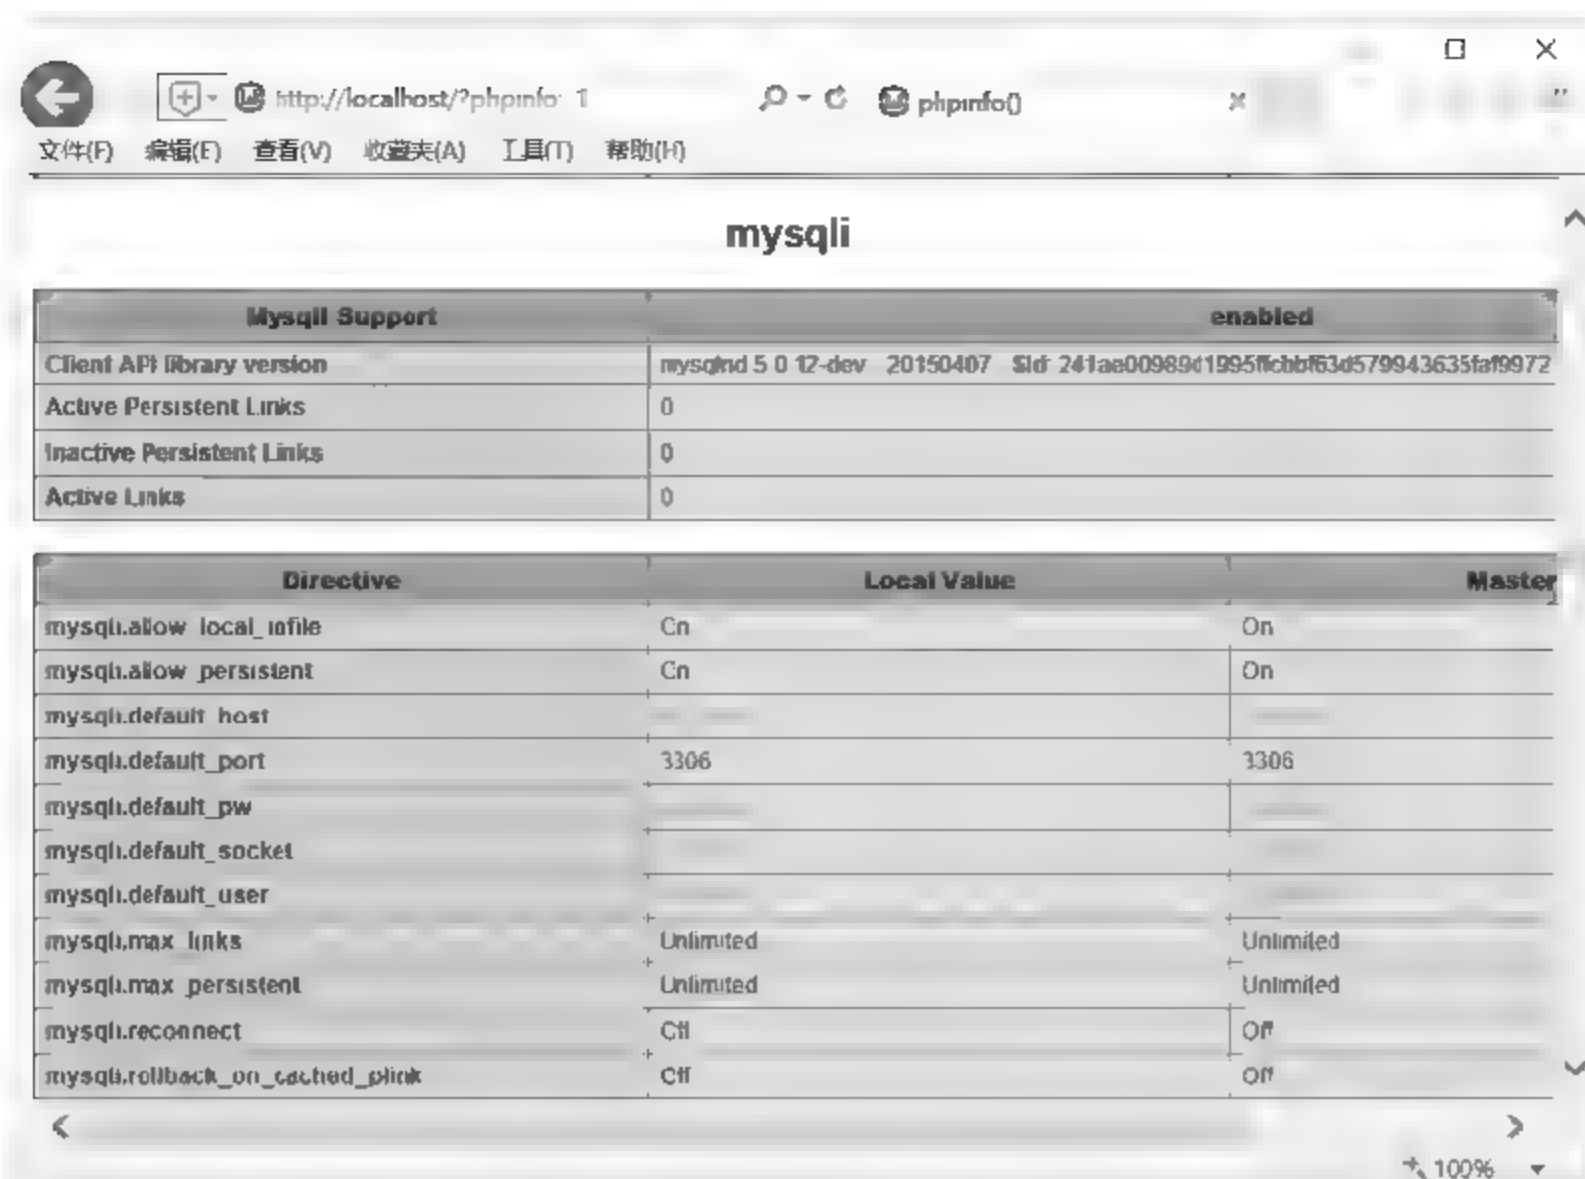 http://localhost/?phpinfo 1 phpinfo()
文件(F) 编辑(E) 查看(V) 收藏夹(A) 工具(T) 帮助(H)
mysqli
MysqlI Support enabled
Client API library version mysqlnd 5.0.12-dev - 20150407 - $Id:
Active Persistent Links 0
Inactive Persistent Links 0
Active Links 0
Directive Local Value Master
mysqli.allow_local_infile On On
mysqli.allow_persistent On On
mysqli.default_host
mysqli.default_port 3306 3306
mysqli.default_pw
mysqli.default_socket
mysqli.default_user
mysqli.max_links Unlimited Unlimited
mysqli.max_persistent Unlimited Unlimited
mysqli.reconnect Off Off
mysqli.rollback_on_cached_plink Off Off
100%